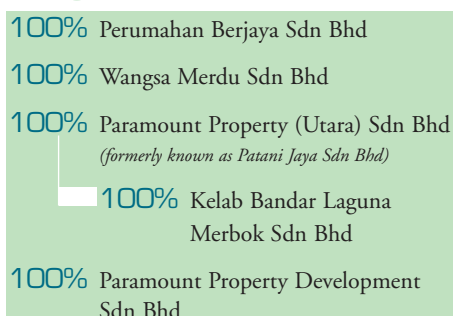 100% Perumahan Berjaya Sdn Bhd
100% Wangsa Merdu Sdn Bhd
100% Paramount Property (Utara) Sdn Bhd
(formerly known as Patani Jaya Sdn Bhd)
100% Kelab Bandar Laguna
Merbok Sdn Bhd
100% Paramount Property Development
Sdn Bhd